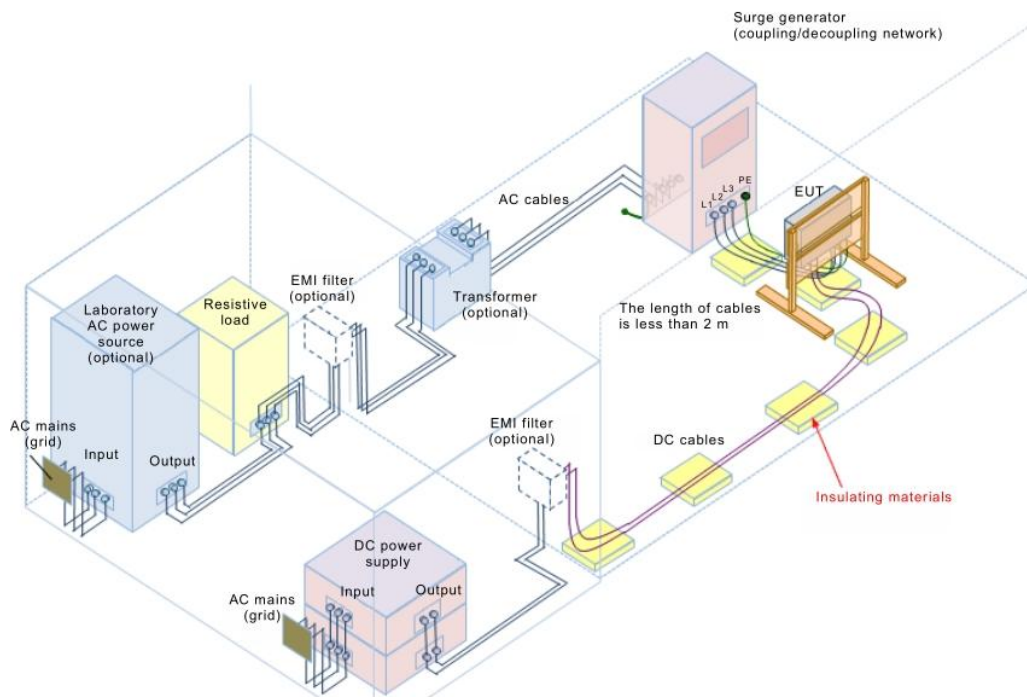 Surge generator
(coupling/decoupling network)
PE
L3
L2
L1
EUT
AC cables
EMI filter
(optional)
Transformer
(optional)
The length of cables
is less than 2 m
Laboratory
AC power
source
(optional)
Resistive
load
AC mains
(grid)
Input
Output
EMI filter
(optional)
DC cables
Insulating materials
DC power
supply
Input
Output
AC mains
(grid)